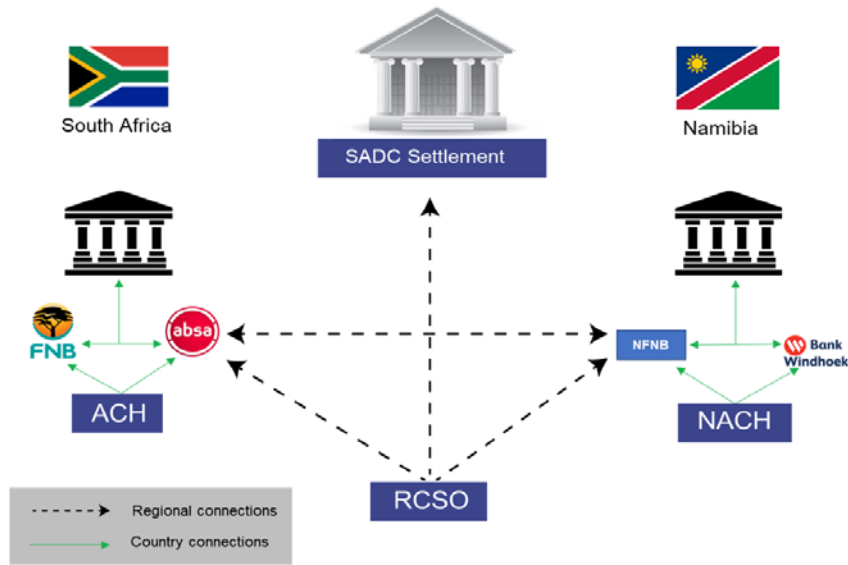 South Africa
SADC Settlement
Namibia
FNB
absa
NFNB
Bank
Windhoek
ACH
NACH
RCSO
Regional connections
Country connections